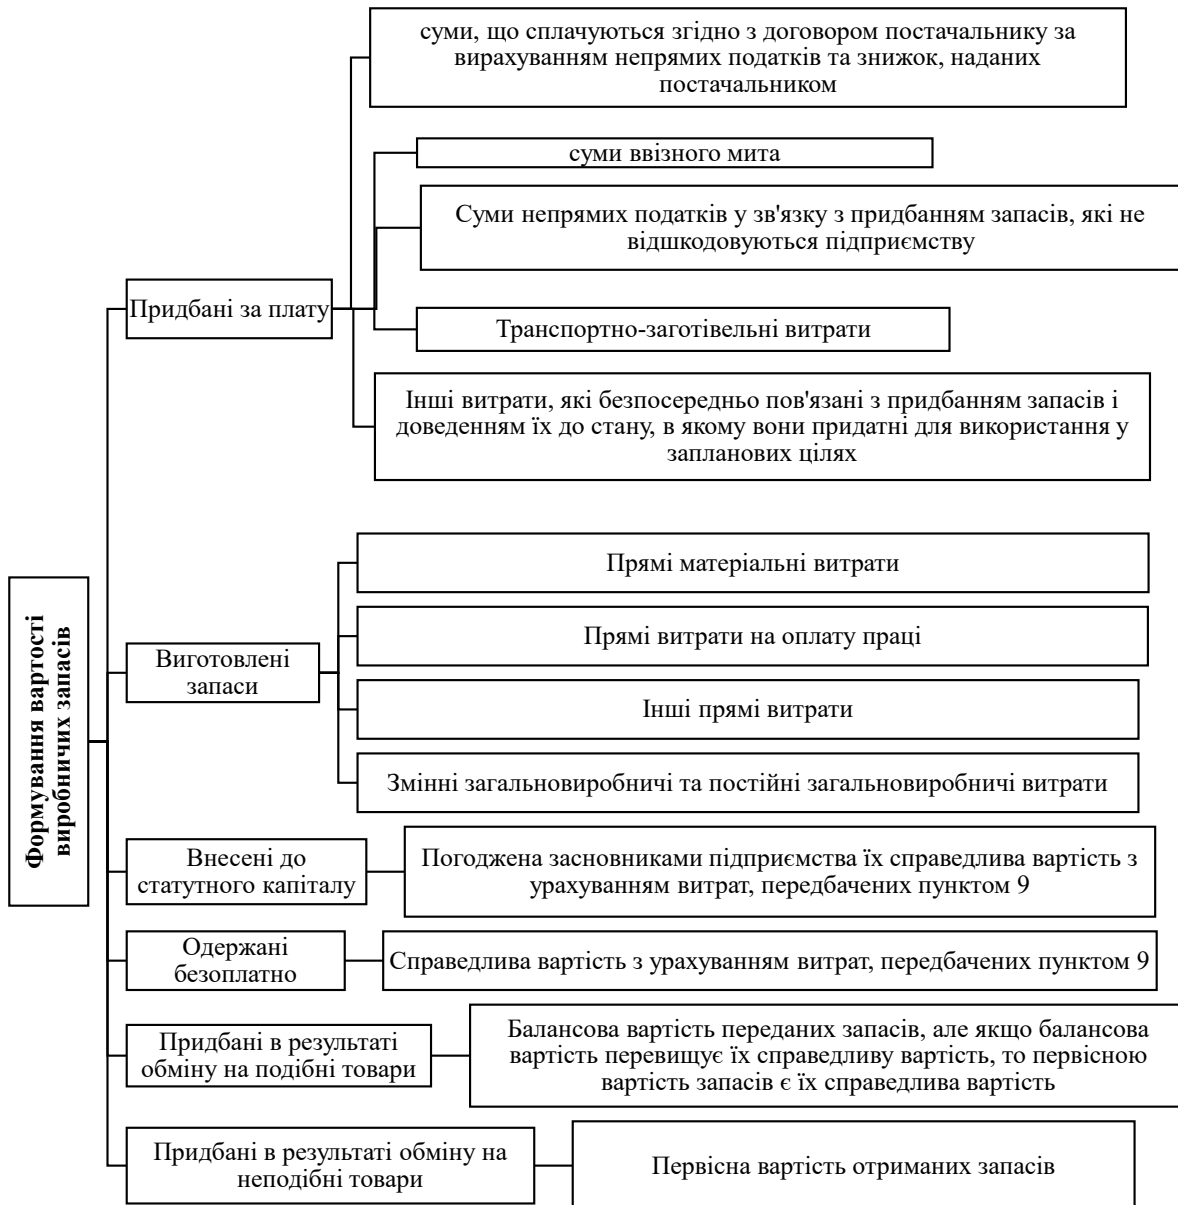 суми, що сплачуються згідно з договором постачальнику за
вирахуванням непрямих податків та знижок, наданих
постачальником
суми ввізного мита
Суми непрямих податків у зв'язку з придбанням запасів, які не
відшкодовуються підприємству
Придбані за плату
Транспортно-заготівельні витрати
Інші витрати, які безпосередньо пов'язані з придбанням запасів і
доведенням їх до стану, в якому вони придатні для використання у
запланових цілях
Формування вартості
виробничих запасів
Прямі матеріальні витрати
Прямі витрати на оплату праці
Виготовлені
запаси
Інші прямі витрати
Змінні загальновиробничі та постійні загальновиробничі витрати
Внесені до
статутного капіталу
Погоджена засновниками підприємства їх справедлива вартість з
урахуванням витрат, передбачених пунктом 9
Одержані
безоплатно
Справедлива вартість з урахуванням витрат, передбачених пунктом 9
Придбані в результаті
обміну на подібні товари
Балансова вартість переданих запасів, але якщо балансова
вартість перевищує їх справедливу вартість, то первісною
вартість запасів є їх справедлива вартість
Придбані в результаті обміну на
неподібні товари
Первісна вартість отриманих запасів